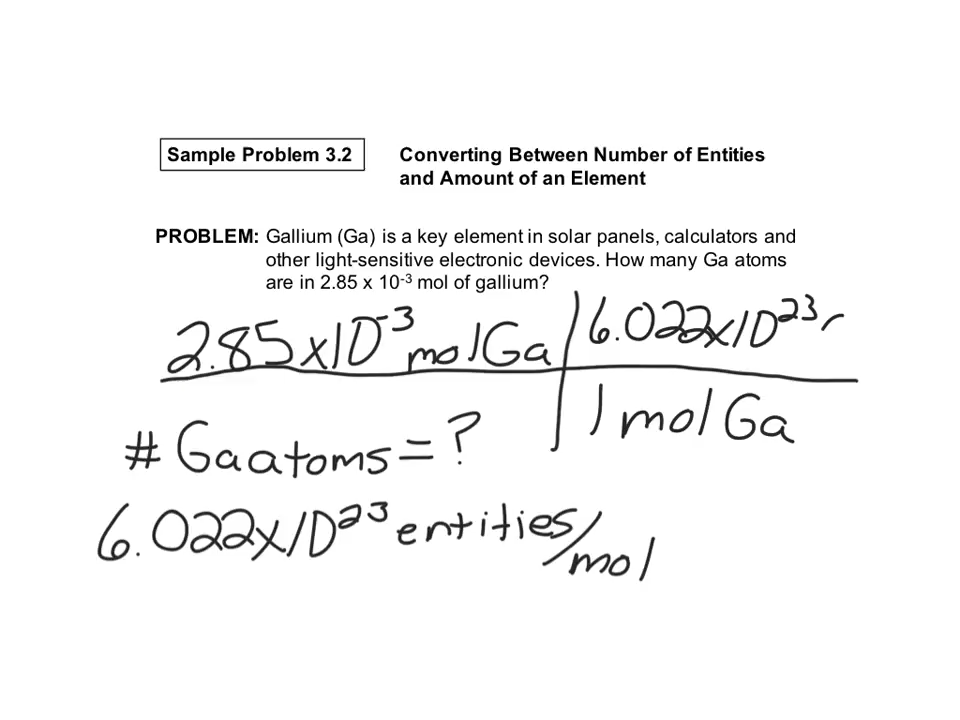 Sample Problem 3.2 Converting Between Number of Entities
and Amount of an Element
PROBLEM: Gallium (Ga) is a key element in solar panels, calculators and
other light-sensitive electronic devices. How many Ga atoms
are in 2.85 x 10⁻³ mol of gallium?
2.85x10⁻³ molGa 6.022x10²³
1 mol Ga
# Ga atoms = ?
6.022x10²³ entities/mol